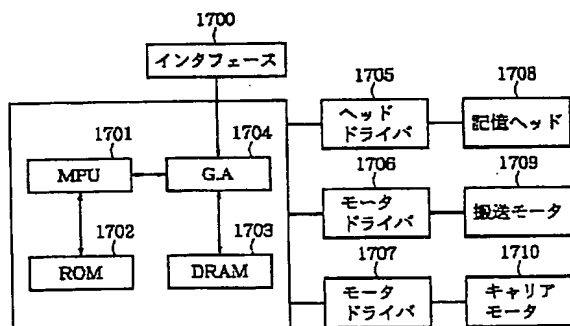 1700
インタフェース
1705
1708
ヘッド
ドライバ
記憶ヘッド
1701
1704
MPU
G.A
1706
1709
モータ
ドライバ
搬送モータ
1702
1703
ROM
DRAM
1707
1710
モータ
ドライバ
キャリア
モータ